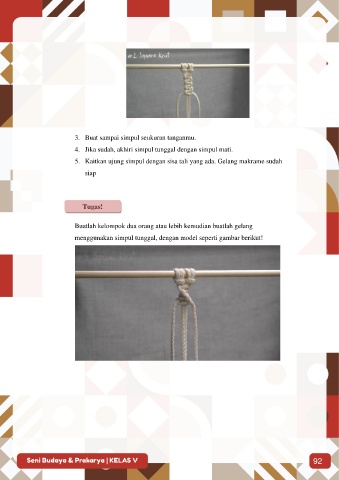 a: L Square Knot
3. Buat sampai simpul seukuran tanganmu.
4. Jika sudah, akhiri simpul tunggal dengan simpul mati.
5. Kaitkan ujung simpul dengan sisa tali yang ada. Gelang makrame sudah
siap
Tugas!
Buatlah kelompok dua orang atau lebih kemudian buatlah gelang
menggunakan simpul tunggal, dengan model seperti gambar berikut!
Seni Budaya & Prakarya | KELAS V
92